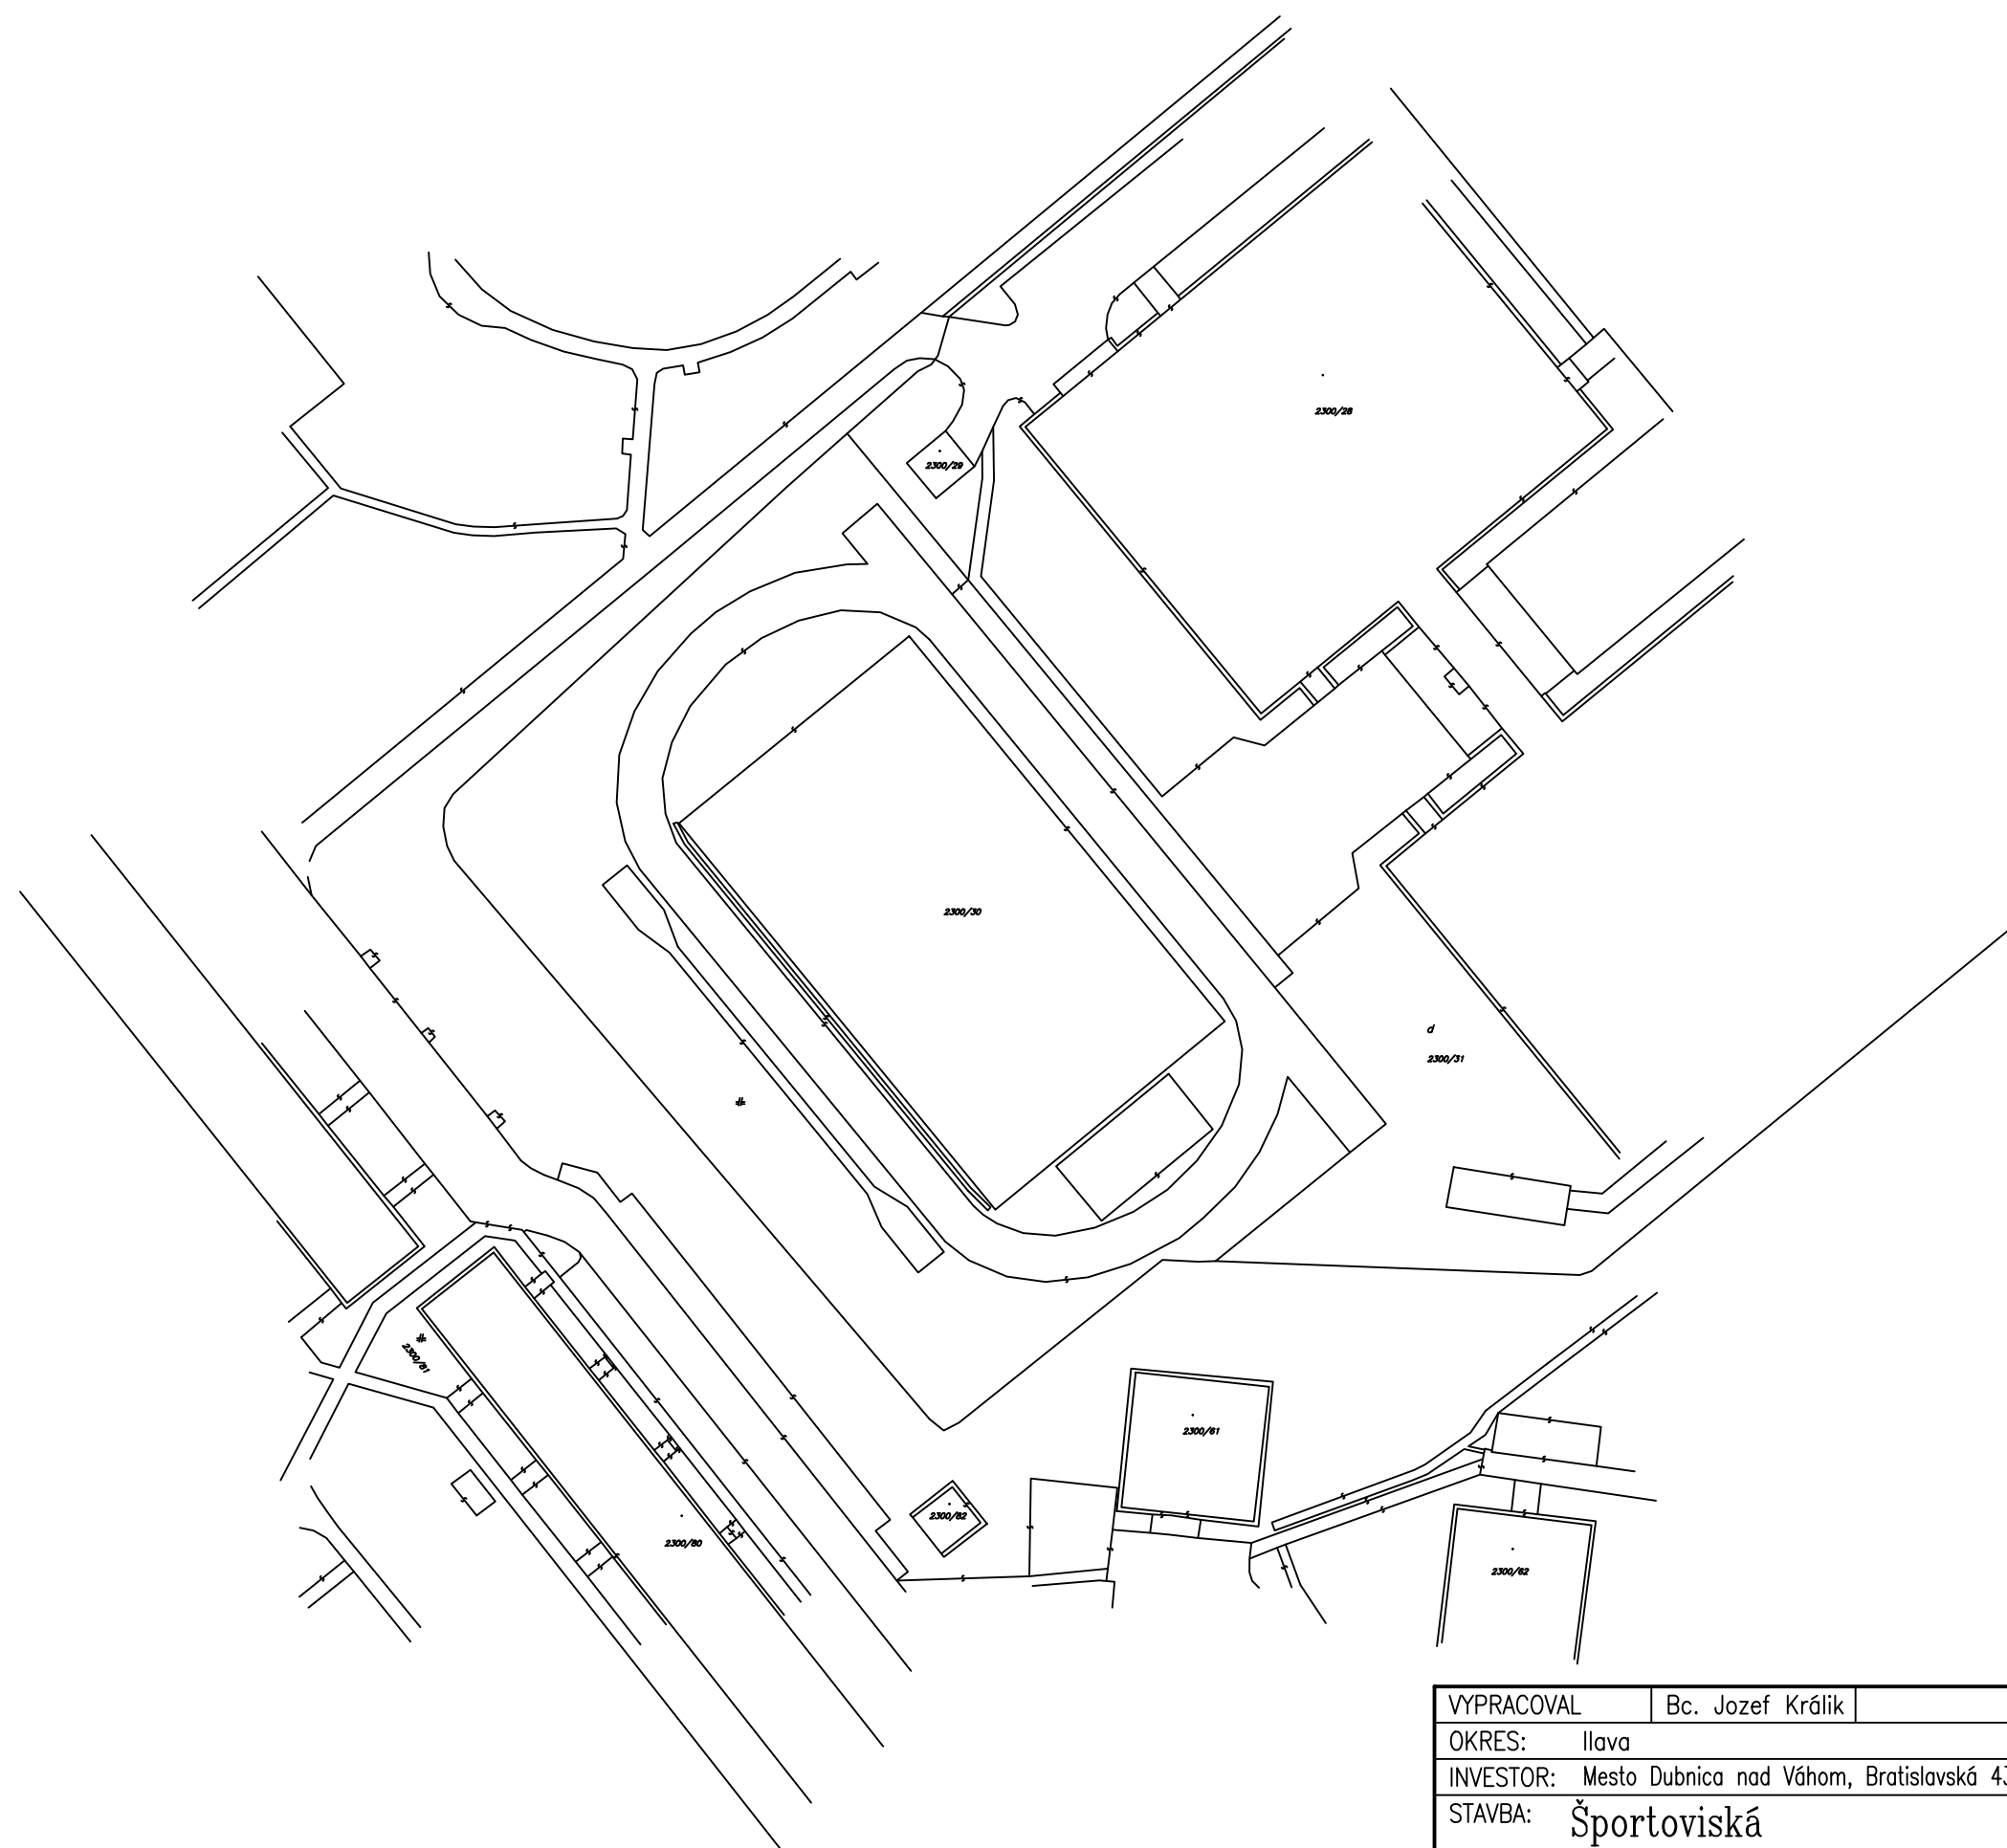 2300/28
2300/29
2300/30
d
2300/31
#
#
2300/81
2300/61
2300/82
2300/80
2300/62
VYPRACOVAL Bc. Jozef Králik
OKRES: Ilava
INVESTOR: Mesto Dubnica nad Váhom, Bratislavská
STAVBA: Športoviská